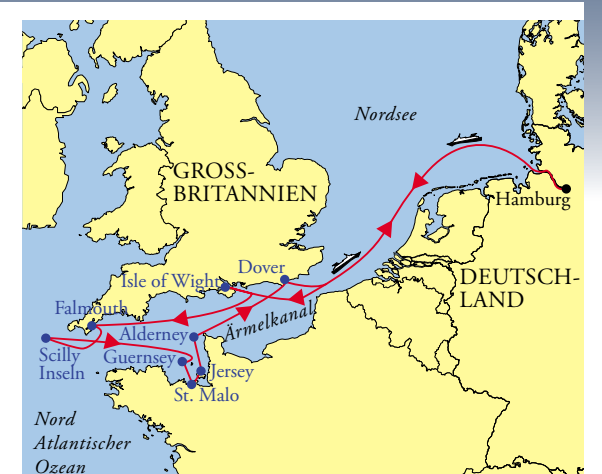 Nordsee
GROSS-
BRITANNIEN
Hamburg
Dover
Isle of Wight
DEUTSCH-
LAND
Falmouth
Ärmelkanal
Alderney
Scilly
Inseln
Guernsey
Jersey
St. Malo
Nord
Atlantischer
Ozean